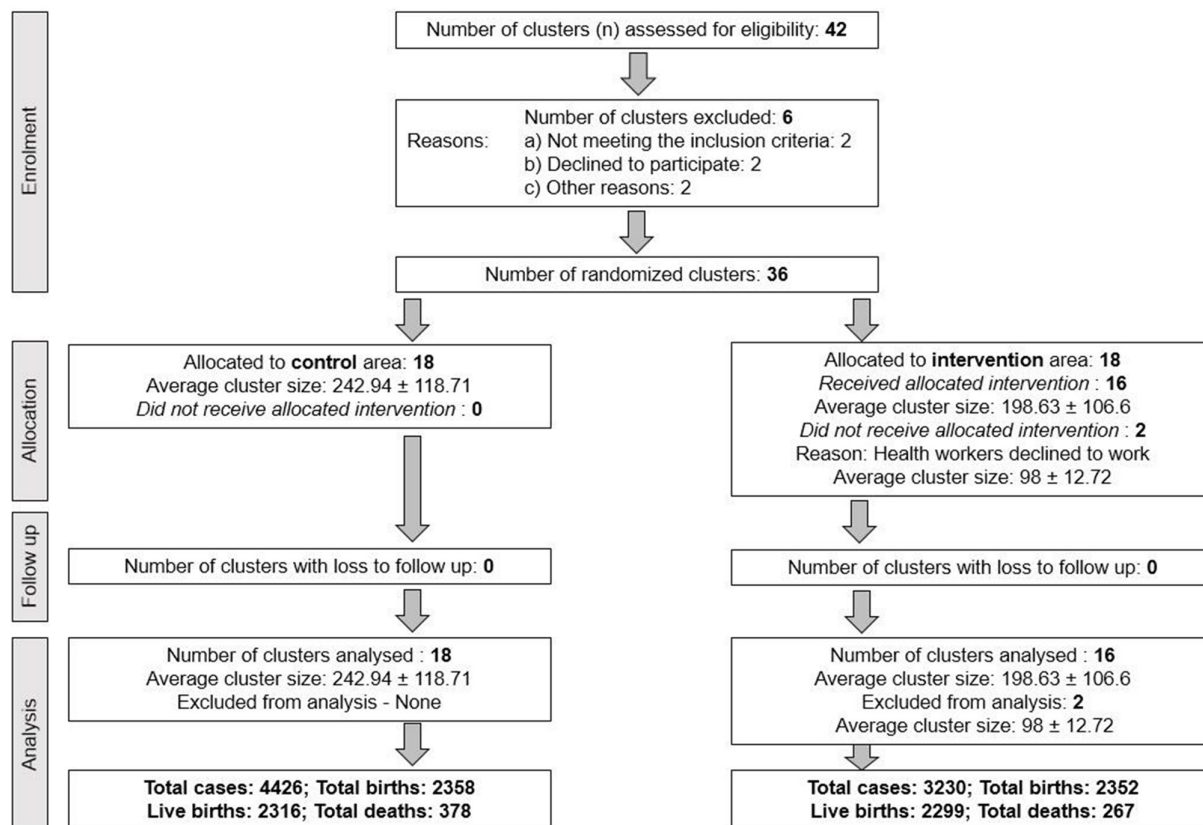 Enrolment
Number of clusters (n) assessed for eligibility: 42
Number of clusters excluded: 6
Reasons: a) Not meeting the inclusion criteria: 2
b) Declined to participate: 2
c) Other reasons: 2
Number of randomized clusters: 36
Allocation
Allocated to control area: 18
Average cluster size: 242.94 ± 118.71
Did not receive allocated intervention : 0
Allocated to intervention area: 18
Received allocated intervention : 16
Average cluster size: 198.63 ± 106.6
Did not receive allocated intervention : 2
Reason: Health workers declined to work
Average cluster size: 98 ± 12.72
Follow up
Number of clusters with loss to follow up: 0
Number of clusters with loss to follow up: 0
Analysis
Number of clusters analysed : 18
Average cluster size: 242.94 ± 118.71
Excluded from analysis - None
Number of clusters analysed : 16
Average cluster size: 198.63 ± 106.6
Excluded from analysis: 2
Average cluster size: 98 ± 12.72
Total cases: 4426; Total births: 2358
Live births: 2316; Total deaths: 378
Total cases: 3230; Total births: 2352
Live births: 2299; Total deaths: 267